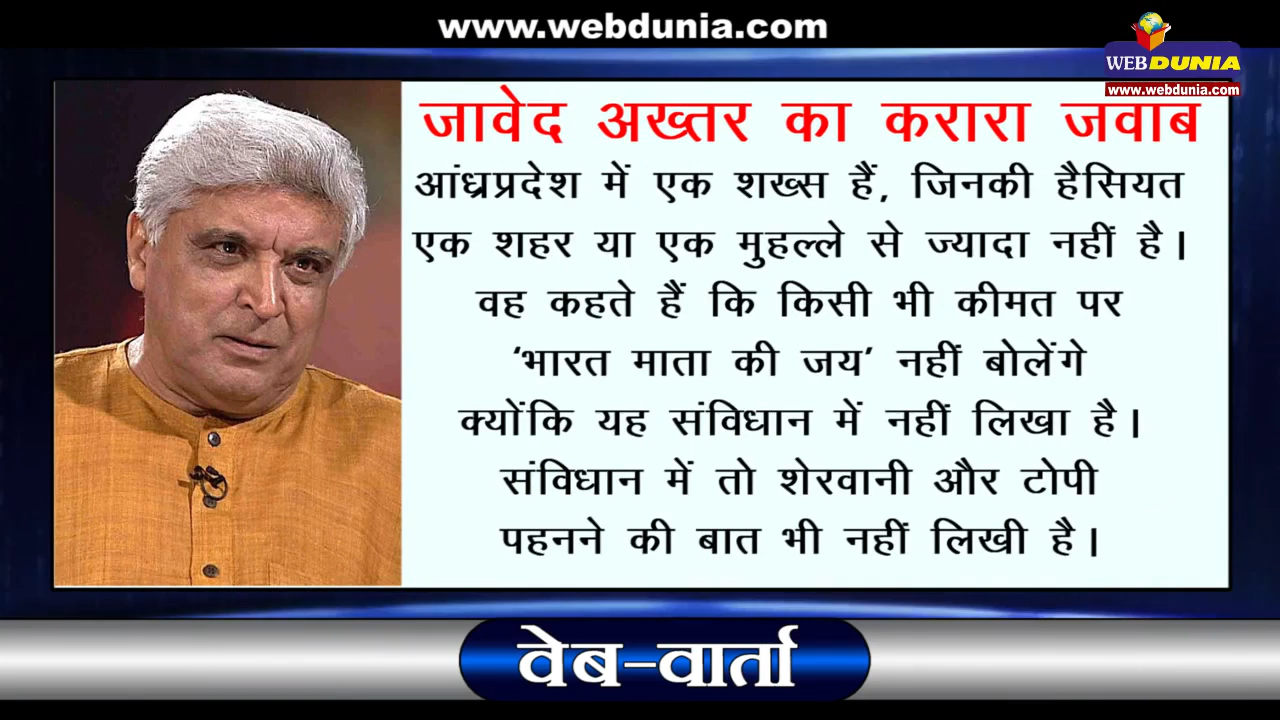 www.webdunia.com
WEBDUNIA
www.webdunia.com
जावेद अख्तर का करारा जवाब
आंध्रप्रदेश में एक शख्स हैं, जिनकी हैसियत
एक शहर या एक मुहल्ले से ज्यादा नहीं है।
वह कहते हैं कि किसी भी कीमत पर
‘भारत माता की जय’ नहीं बोलेंगे
क्योंकि यह संविधान में नहीं लिखा है।
संविधान में तो शेरवानी और टोपी
पहनने की बात भी नहीं लिखी है।
वेब-वार्ता